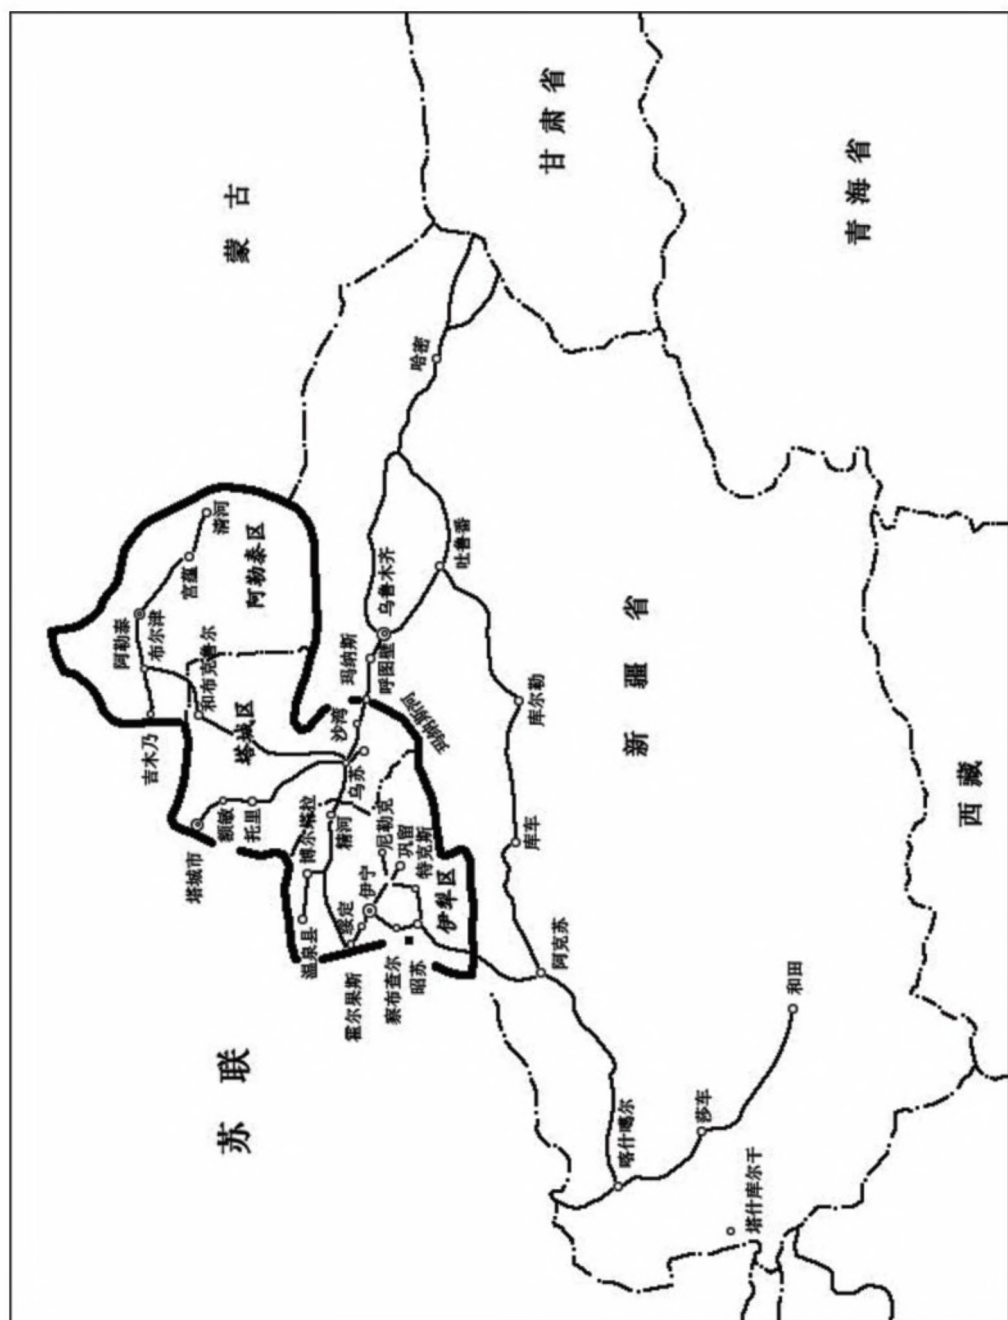 苏联
蒙古
甘肃省
青海省
西藏
新疆省
阿勒泰区
塔城区
伊犁区
阿勒泰
布尔津
吉木乃
富蕴
清河
和布克鲁尔
塔城市
额敏
托里
乌苏
沙湾
玛纳斯
玛纳斯河
呼图壁
乌鲁木齐
吐鲁番
哈密
温泉县
博尔塔拉
精河
霍尔果斯
绥定
伊宁
尼勒克
巩留
特克斯
察布查尔
昭苏
库尔勒
库车
阿克苏
喀什噶尔
莎车
和田
塔什库尔干